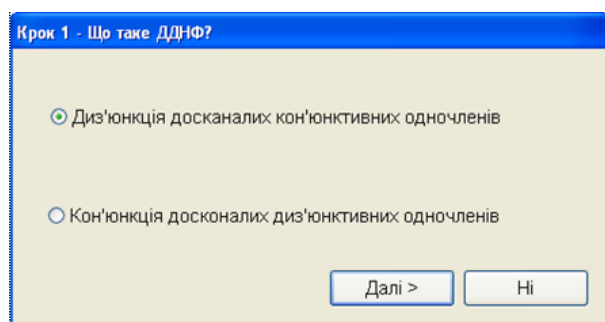 Крок 1 - Що таке ДДНФ?
Диз'юнкція досканалих кон'юнктивних одночленів
Кон'юнкція досконалих диз'юнктивних одночленів
Далі >
Ні